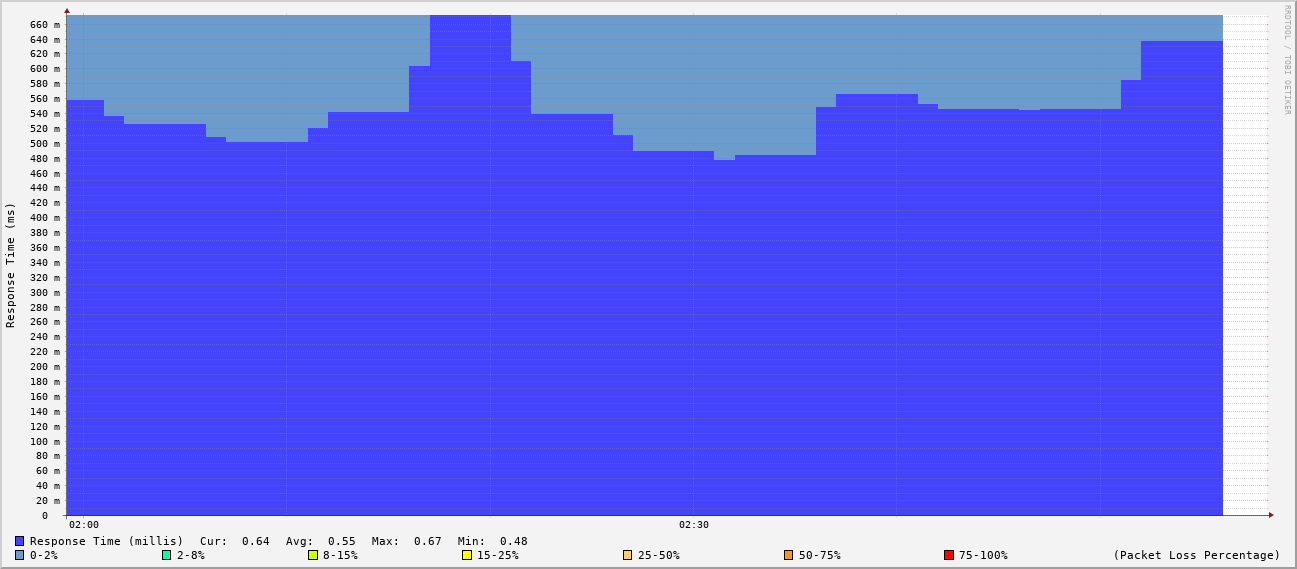 RRDTOOL / TOBI OETIKER
Response Time (ms)
660 m
640 m
620 m
600 m
580 m
560 m
540 m
520 m
500 m
480 m
460 m
440 m
420 m
400 m
380 m
360 m
340 m
320 m
300 m
280 m
260 m
240 m
220 m
200 m
180 m
160 m
140 m
120 m
100 m
80 m
60 m
40 m
20 m
0
02:00 02:30
Response Time (millis) Cur: 0.64 Avg: 0.55 Max: 0.67 Min: 0.48
0-2% 2-8% 8-15% 15-25% 25-50% 50-75% 75-100% (Packet Loss Percentage)